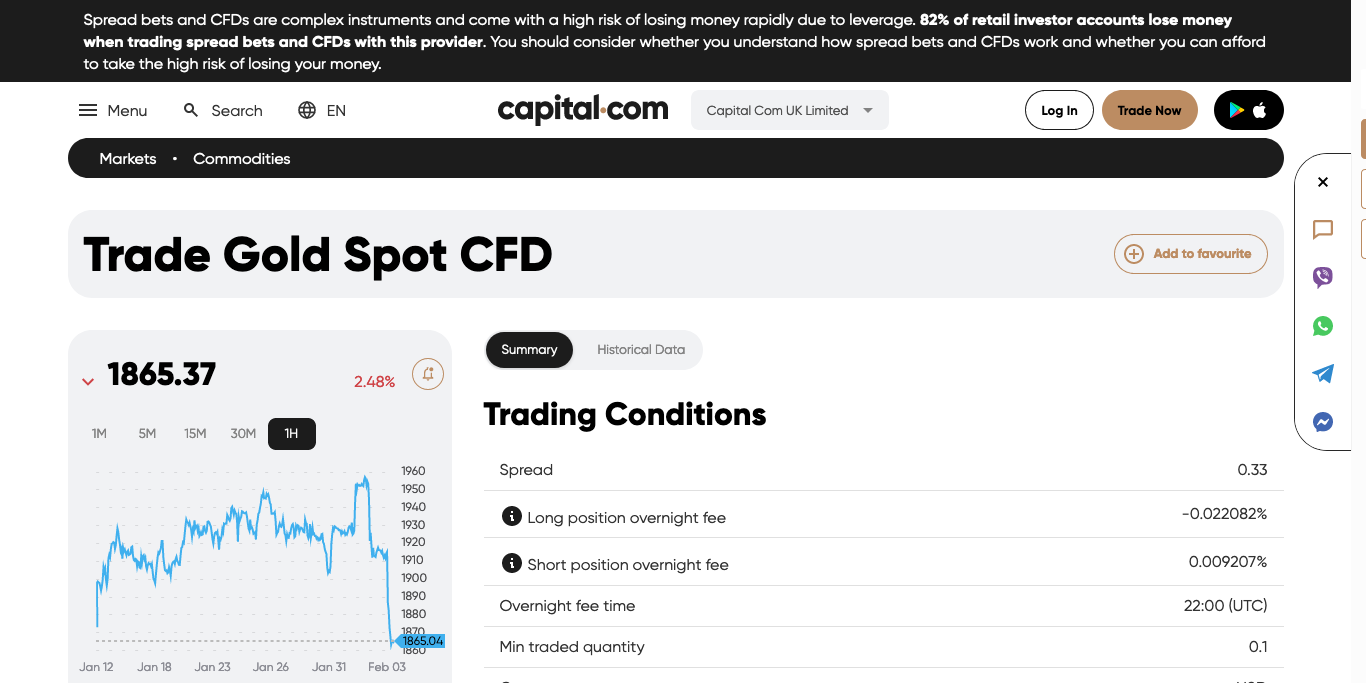 Spread bets and CFDs are complex instruments and come with a high risk of losing money rapidly due to leverage. 82% of retail investor accounts lose money
when trading spread bets and CFDs with this provider. You should consider whether you understand how spread bets and CFDs work and whether you can afford
to take the high risk of losing your money.
Menu
Search
EN
capital.com
Capital Com UK Limited
Log In
Trade Now
Markets • Commodities
Trade Gold Spot CFD
Add to favourite
1865.37
2.48%
1M 5M 15M 30M 1H
1960
1950
1940
1930
1920
1910
1900
1890
1880
1870
1865.04
1860
Jan 12 Jan 18 Jan 23 Jan 26 Jan 31 Feb 03
Summary
Historical Data
Trading Conditions
Spread 0.33
Long position overnight fee -0.022082%
Short position overnight fee 0.009207%
Overnight fee time 22:00 (UTC)
Min traded quantity 0.1